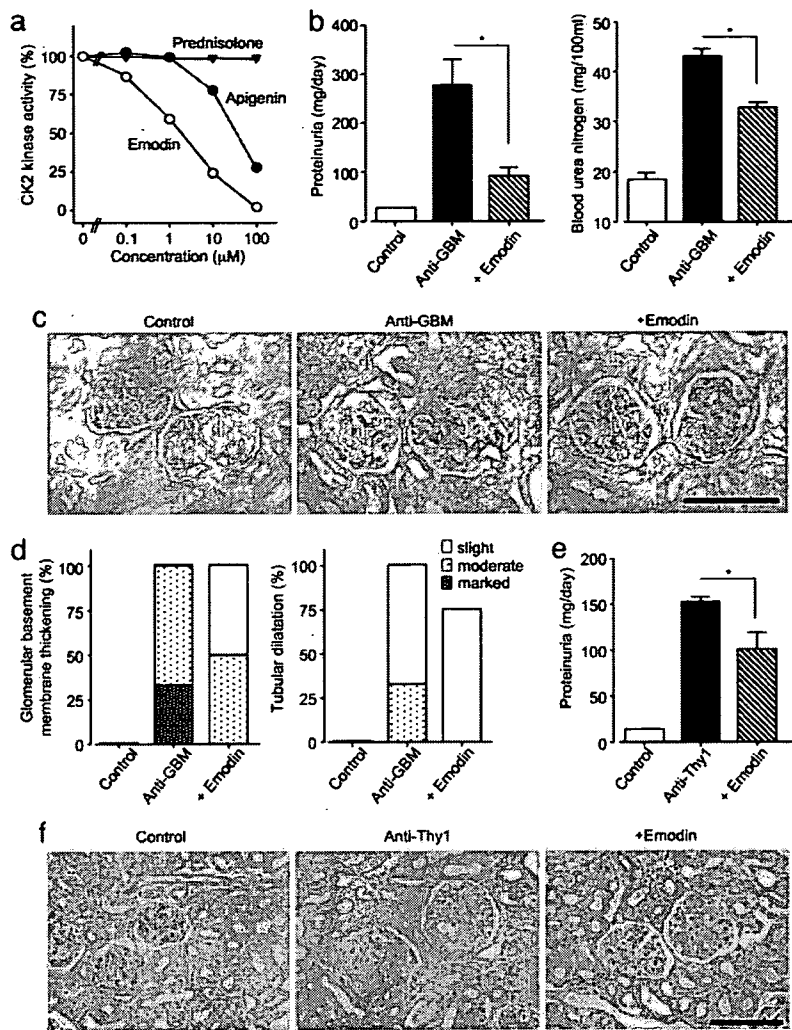 a
CK2 kinase activity (%)
100
75
50
25
0
Prednisolone
Apigenin
Emodin
0 0.1 1 10 100
Concentration (µM)
b
Proteinuria (mg/day)
400
300
200
100
0
Control
Anti-GBM
+ Emodin
*
Blood urea nitrogen (mg/100ml)
50
40
30
20
10
Control
Anti-GBM
+ Emodin
*
c
Control Anti-GBM +Emodin
d
Glomerular basement
membrane thickening (%)
100
75
50
25
0
Control
Anti-GBM
+ Emodin
Tubular dilatation (%)
100
75
50
25
0
Control
Anti-GBM
+ Emodin
slight
moderate
marked
e
Proteinuria (mg/day)
200
150
100
50
0
Control
Anti-Thy1
+ Emodin
*
f
Control Anti-Thy1 +Emodin